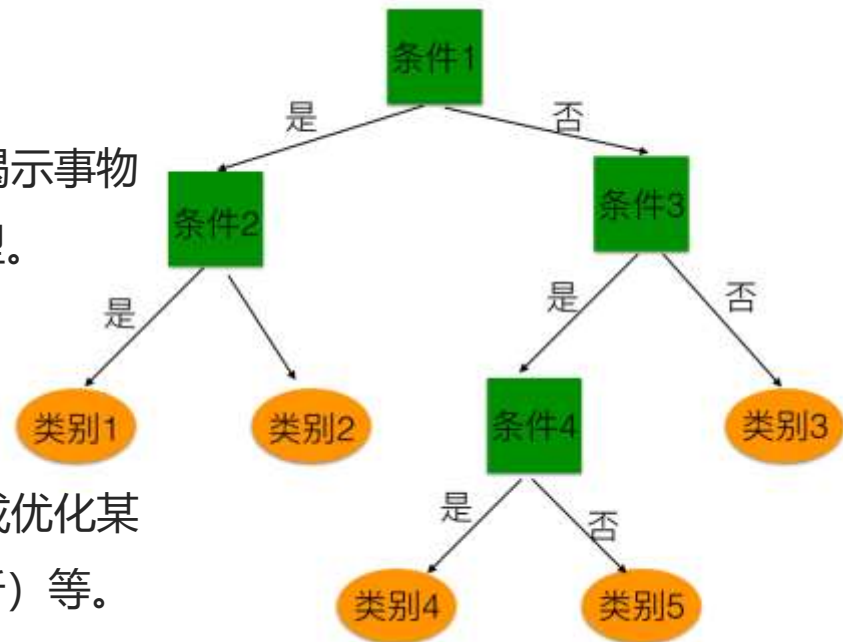 条件1
是
否
揭示事物
条件2
条件3
型。
是
是
否
类别1
类别2
条件4
类别3
或优化某
是
否
）等。
类别4
类别5